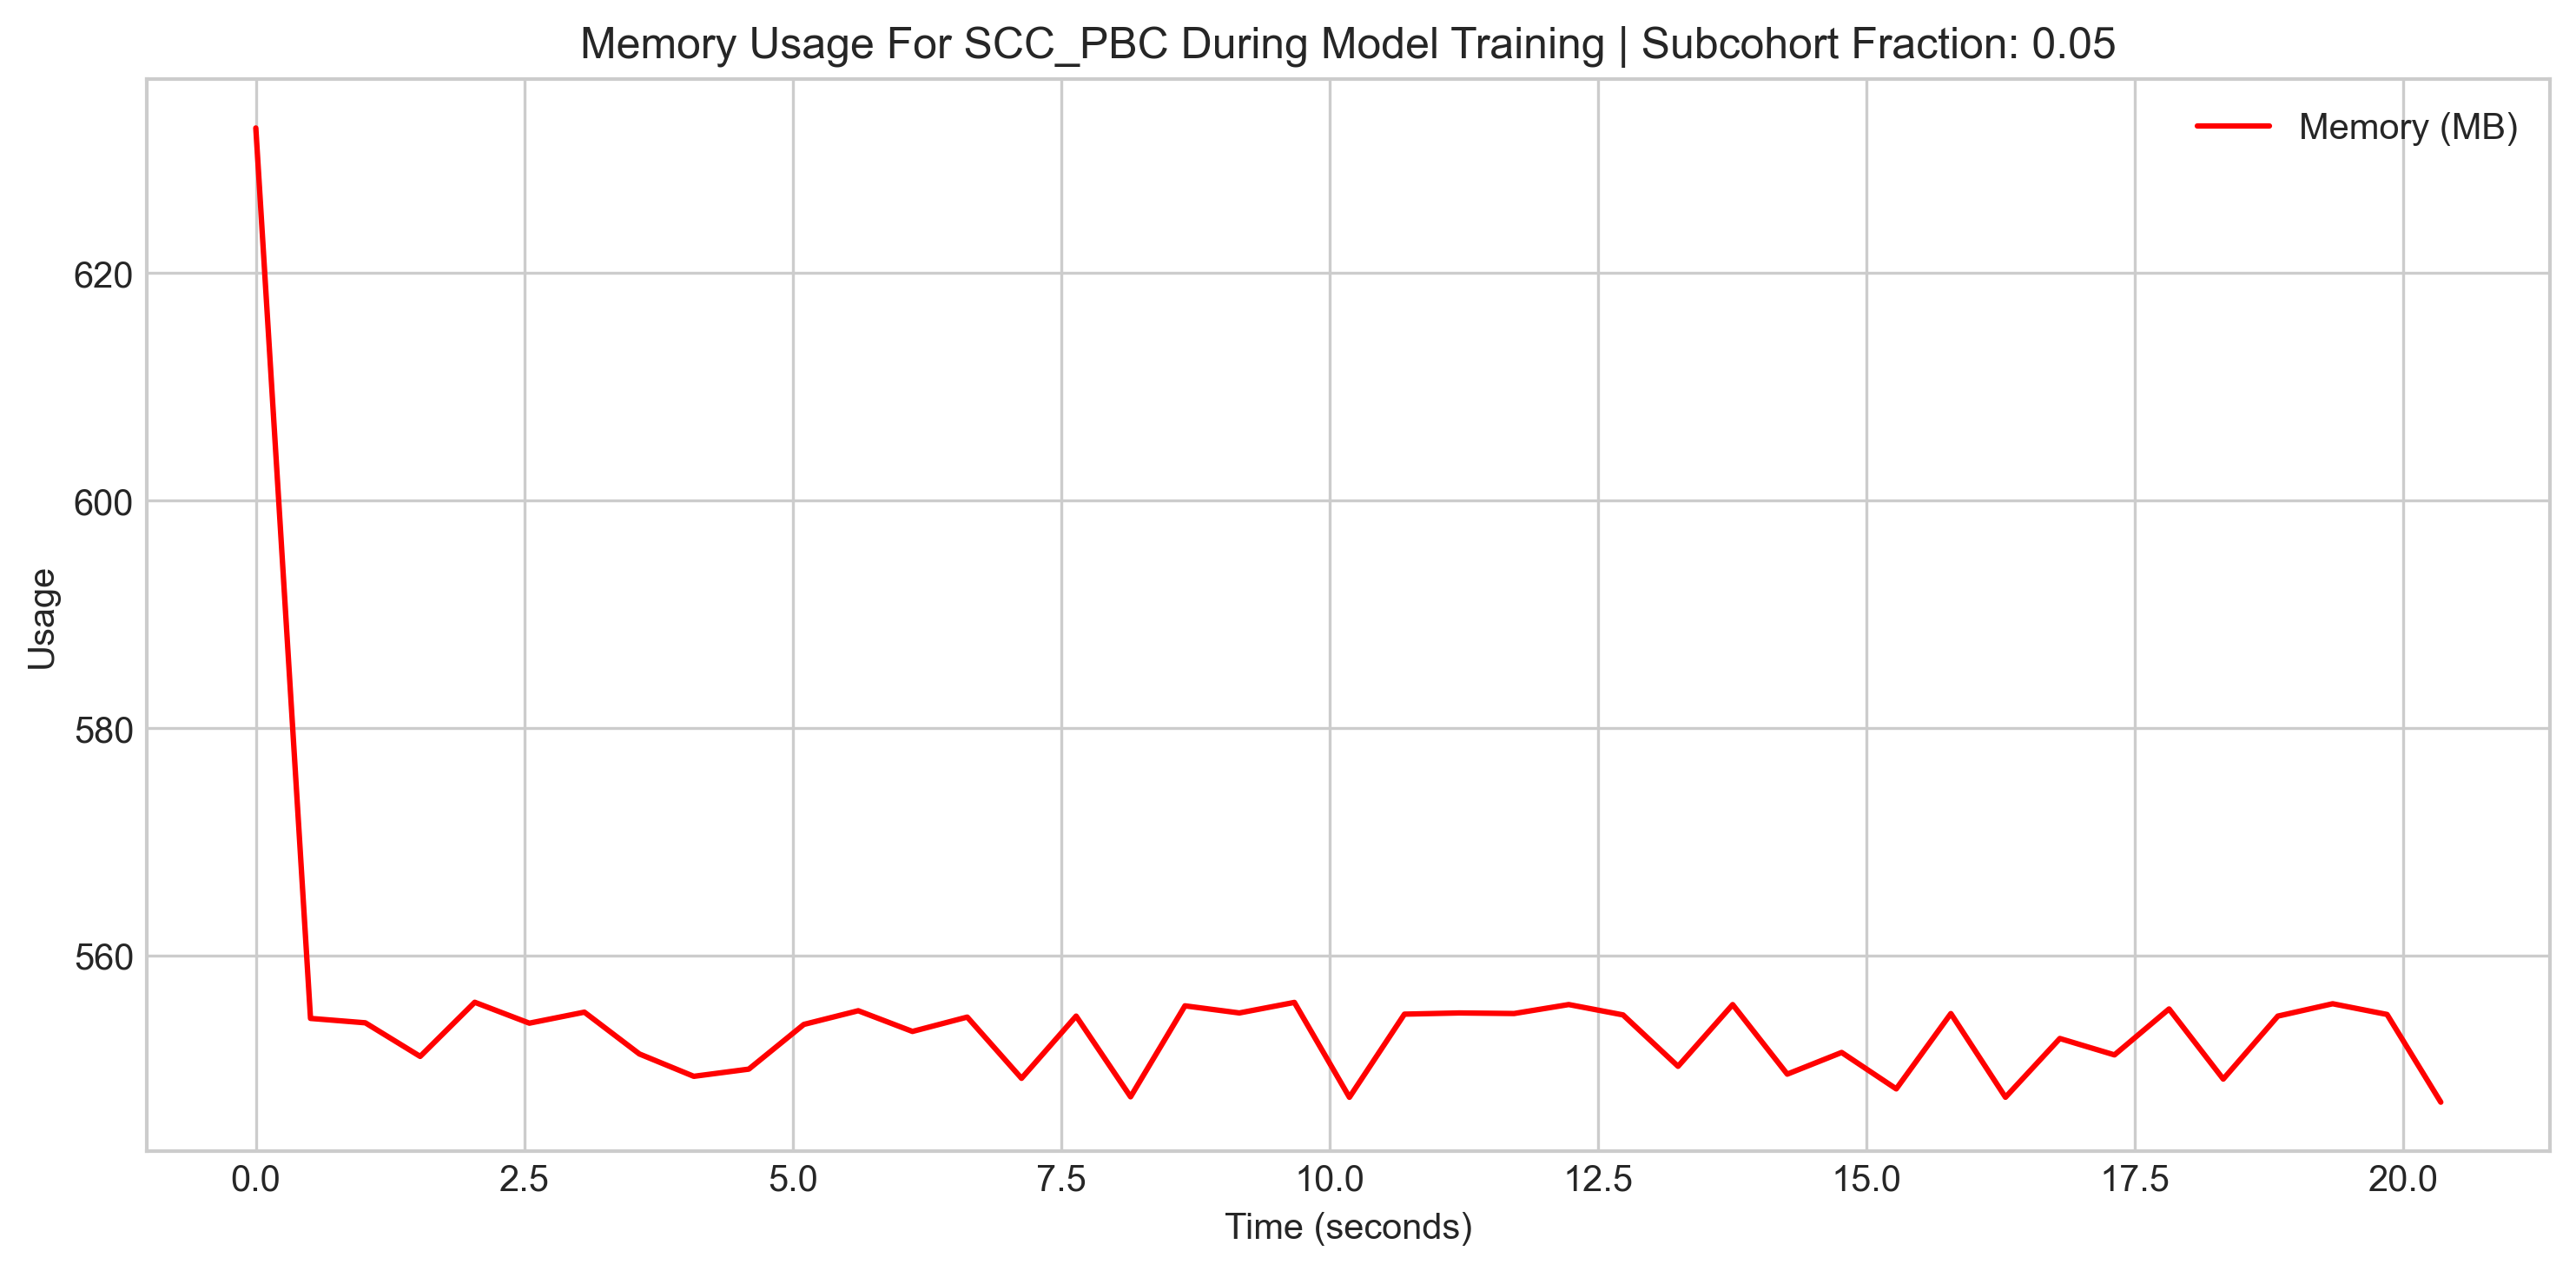 Memory Usage For SCC_PBC During Model Training | Subcohort Fraction: 0.05
Memory (MB)
620
600
580
560
Usage
0.0 2.5 5.0 7.5 10.0 12.5 15.0 17.5 20.0
Time (seconds)